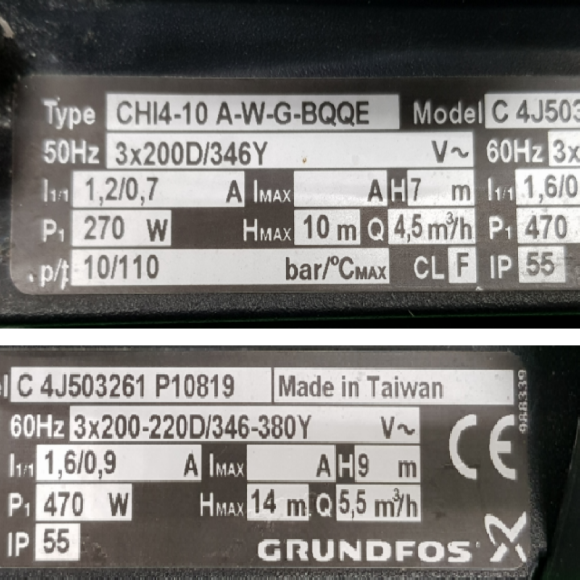 Type CHI4-10 A-W-G-BQQE Model C 4J503
50Hz 3x200D/346Y V~ 60Hz 3x
I1/1 1,2/0,7 A IMAX A H 7 m I1/1 1,6/0
P1 270 W HMAX 10 m Q 4,5 m³/h P1 470
p/t 10/110 bar/°CMAX CL F IP 55
l C 4J503261 P10819 Made in Taiwan
60Hz 3x200-220D/346-380Y V~
I1/1 1,6/0,9 A IMAX A H 9 m
P1 470 W HMAX 14 m Q 5,5 m³/h
IP 55
CE
988339
GRUNDFOS